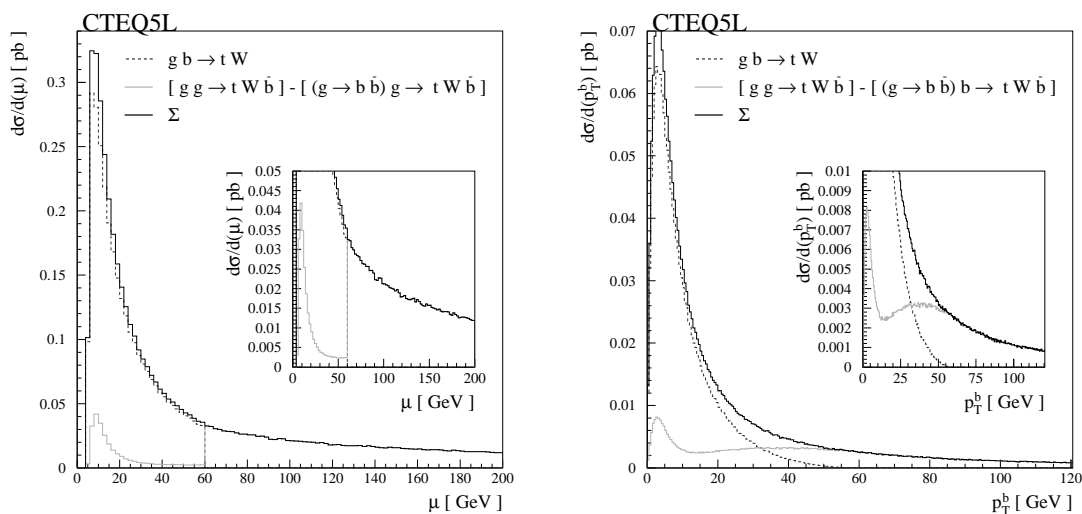 CTEQ5L
dσ/d(μ) [ pb ]
0.3
0.25
0.2
0.15
0.1
0.05
0
g b → t W
[ g g → t W b̄ ] - [ (g → b b̄) g → t W b̄ ]
Σ
dσ/d(μ) [ pb ]
0.05
0.045
0.04
0.035
0.03
0.025
0.02
0.015
0.01
0.005
0
0 50 100 150 200
μ [ GeV ]
0 20 40 60 80 100 120 140 160 180 200
μ [ GeV ]
CTEQ5L
dσ/d(p_T^b) [ pb ]
0.07
0.06
0.05
0.04
0.03
0.02
0.01
0
g b → t W
[ g g → t W b̄ ] - [ (g → b b̄) b → t W b̄ ]
Σ
dσ/d(p_T^b) [ pb ]
0.01
0.009
0.008
0.007
0.006
0.005
0.004
0.003
0.002
0.001
0
0 25 50 75 100
p_T^b [ GeV ]
0 20 40 60 80 100 120
p_T^b [ GeV ]